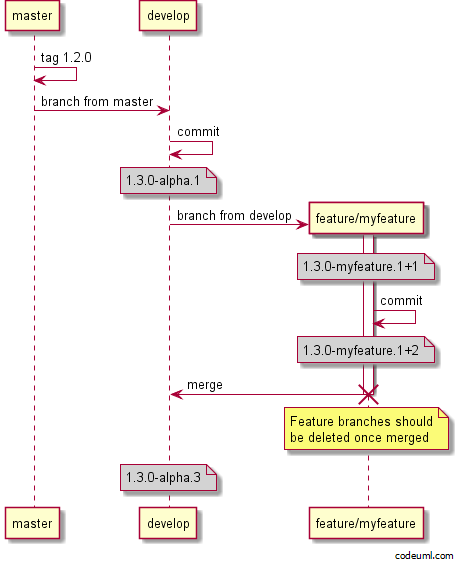 master
develop
tag 1.2.0
branch from master
commit
1.3.0-alpha.1
branch from develop
feature/myfeature
1.3.0-myfeature.1+1
commit
1.3.0-myfeature.1+2
merge
Feature branches should
be deleted once merged
1.3.0-alpha.3
master
develop
feature/myfeature
codeuml.com